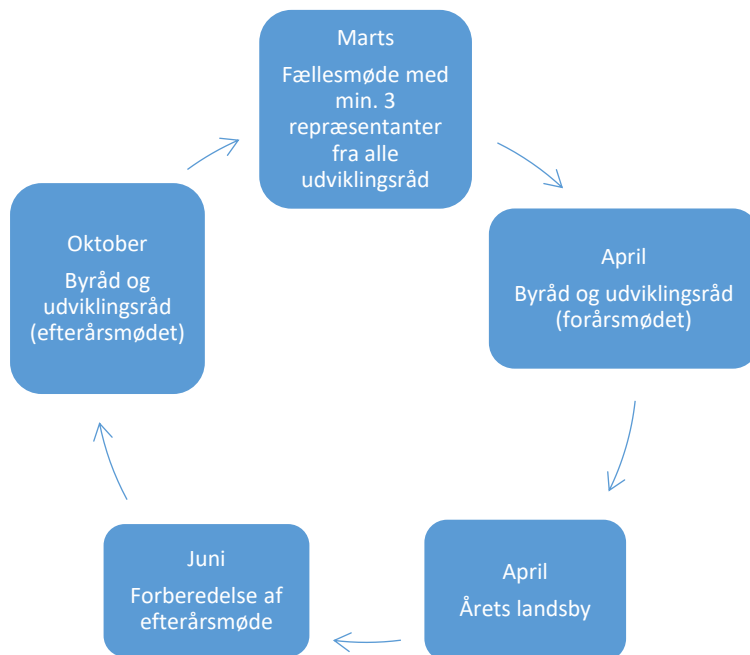 Marts
Fællesmøde med
min. 3
repræsentanter
fra alle
udviklingsråd
April
Byråd og udviklingsråd
(forårsmødet)
April
Årets landsby
Juni
Forberedelse af
efterårsmøde
Oktober
Byråd og
udviklingsråd
(efterårsmødet)